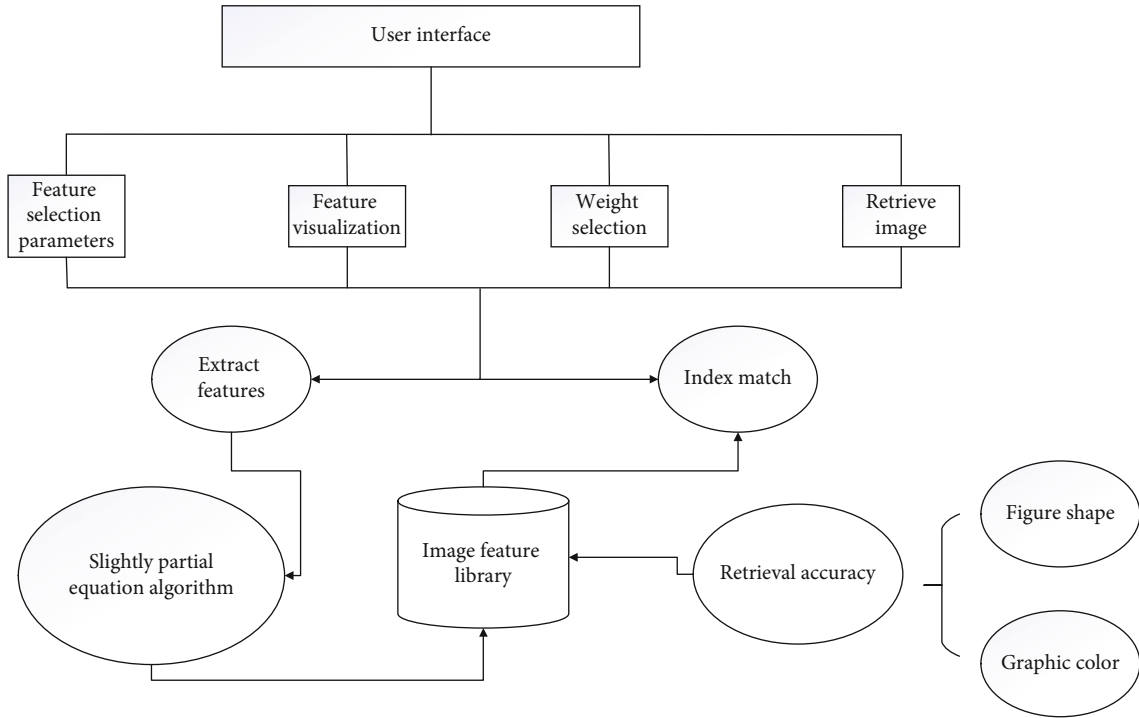 User interface
Feature
selection
parameters
Feature
visualization
Weight
selection
Retrieve
image
Extract
features
Index match
Slightly partial
equation algorithm
Image feature
library
Retrieval accuracy
Figure shape
Graphic color